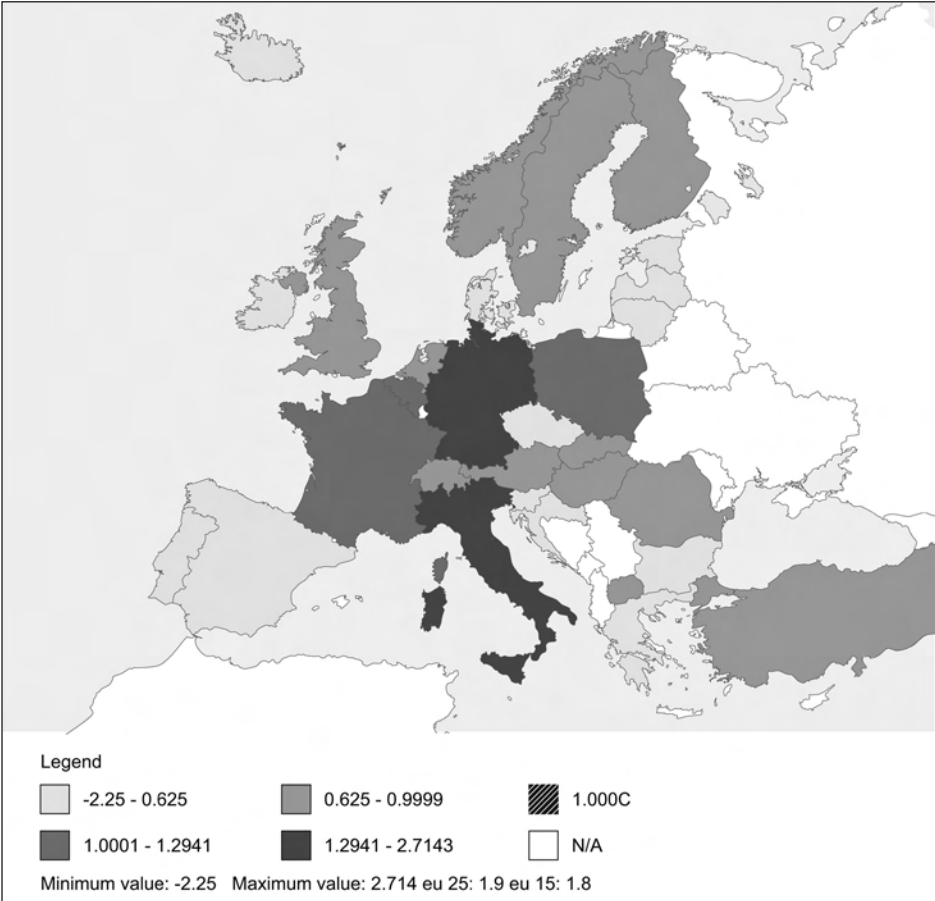 Legend
-2.25 - 0.625 0.625 - 0.9999 1.000C
1.0001 - 1.2941 1.2941 - 2.7143 N/A
Minimum value: -2.25 Maximum value: 2.714 eu 25: 1.9 eu 15: 1.8